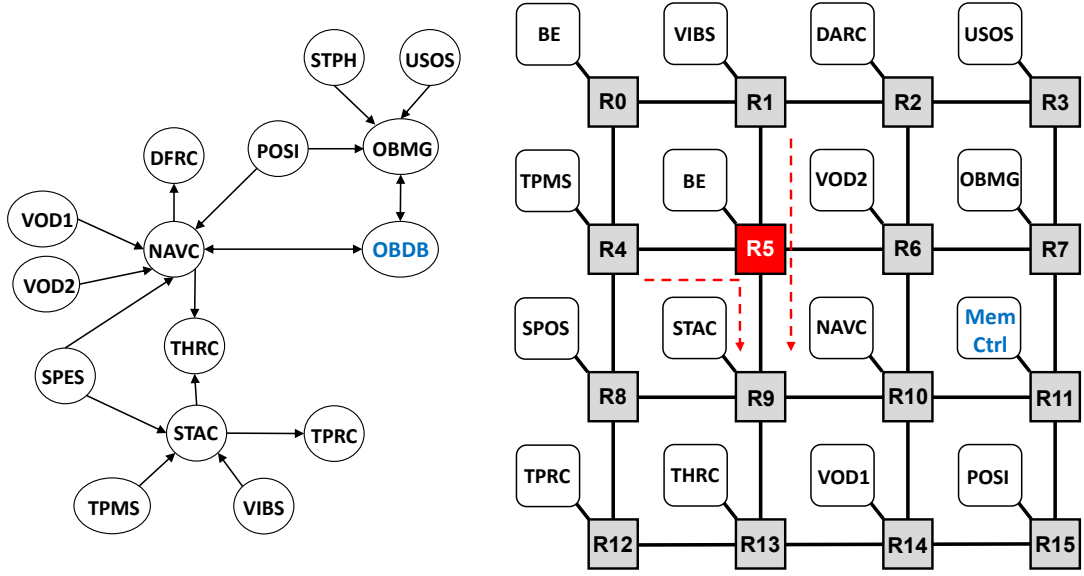 STPH
USOS
DFRC
POSI
OBMG
VOD1
NAVC
OBDB
VOD2
THRC
SPES
STAC
TPRC
TPMS
VIBS
BE
VIBS
DARC
USOS
R0
R1
R2
R3
TPMS
BE
VOD2
OBMG
R4
R5
R6
R7
SPOS
STAC
NAVC
Mem
Ctrl
R8
R9
R10
R11
TPRC
THRC
VOD1
POSI
R12
R13
R14
R15